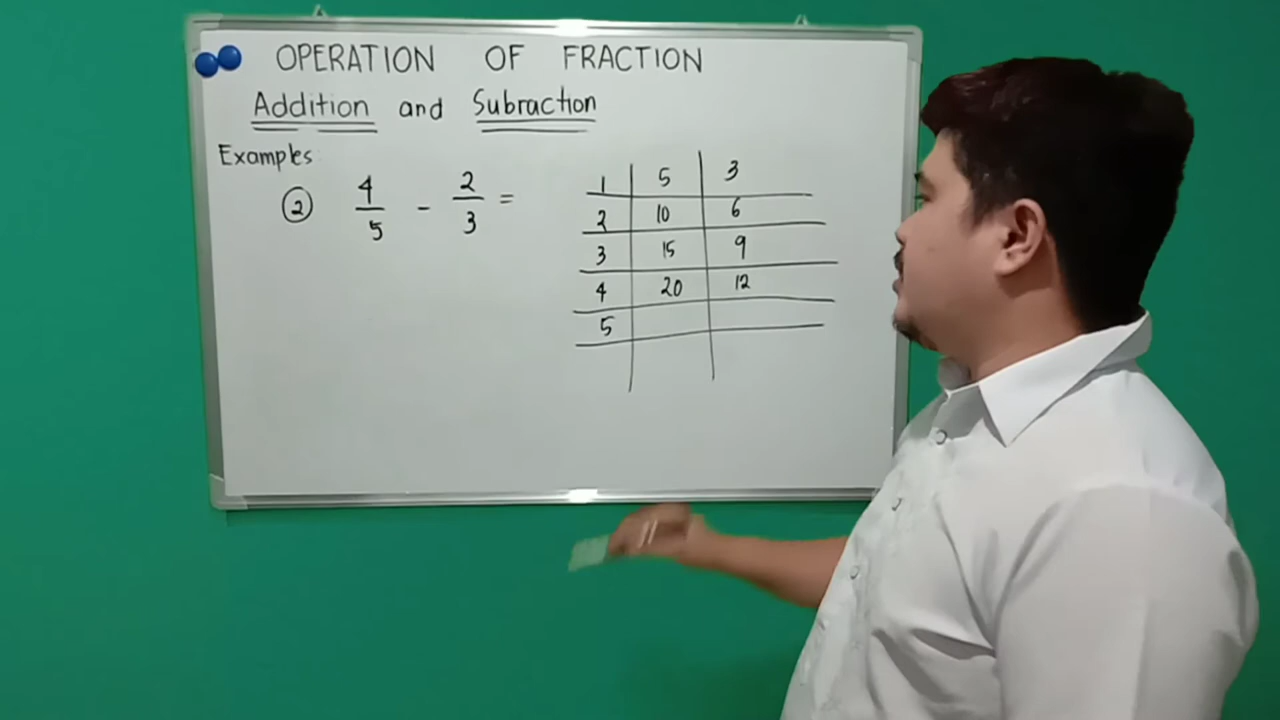 OPERATION OF FRACTION
Addition and Subraction
Examples
2 4/5 - 2/3 =
1 5 3
2 10 6
3 15 9
4 20 12
5